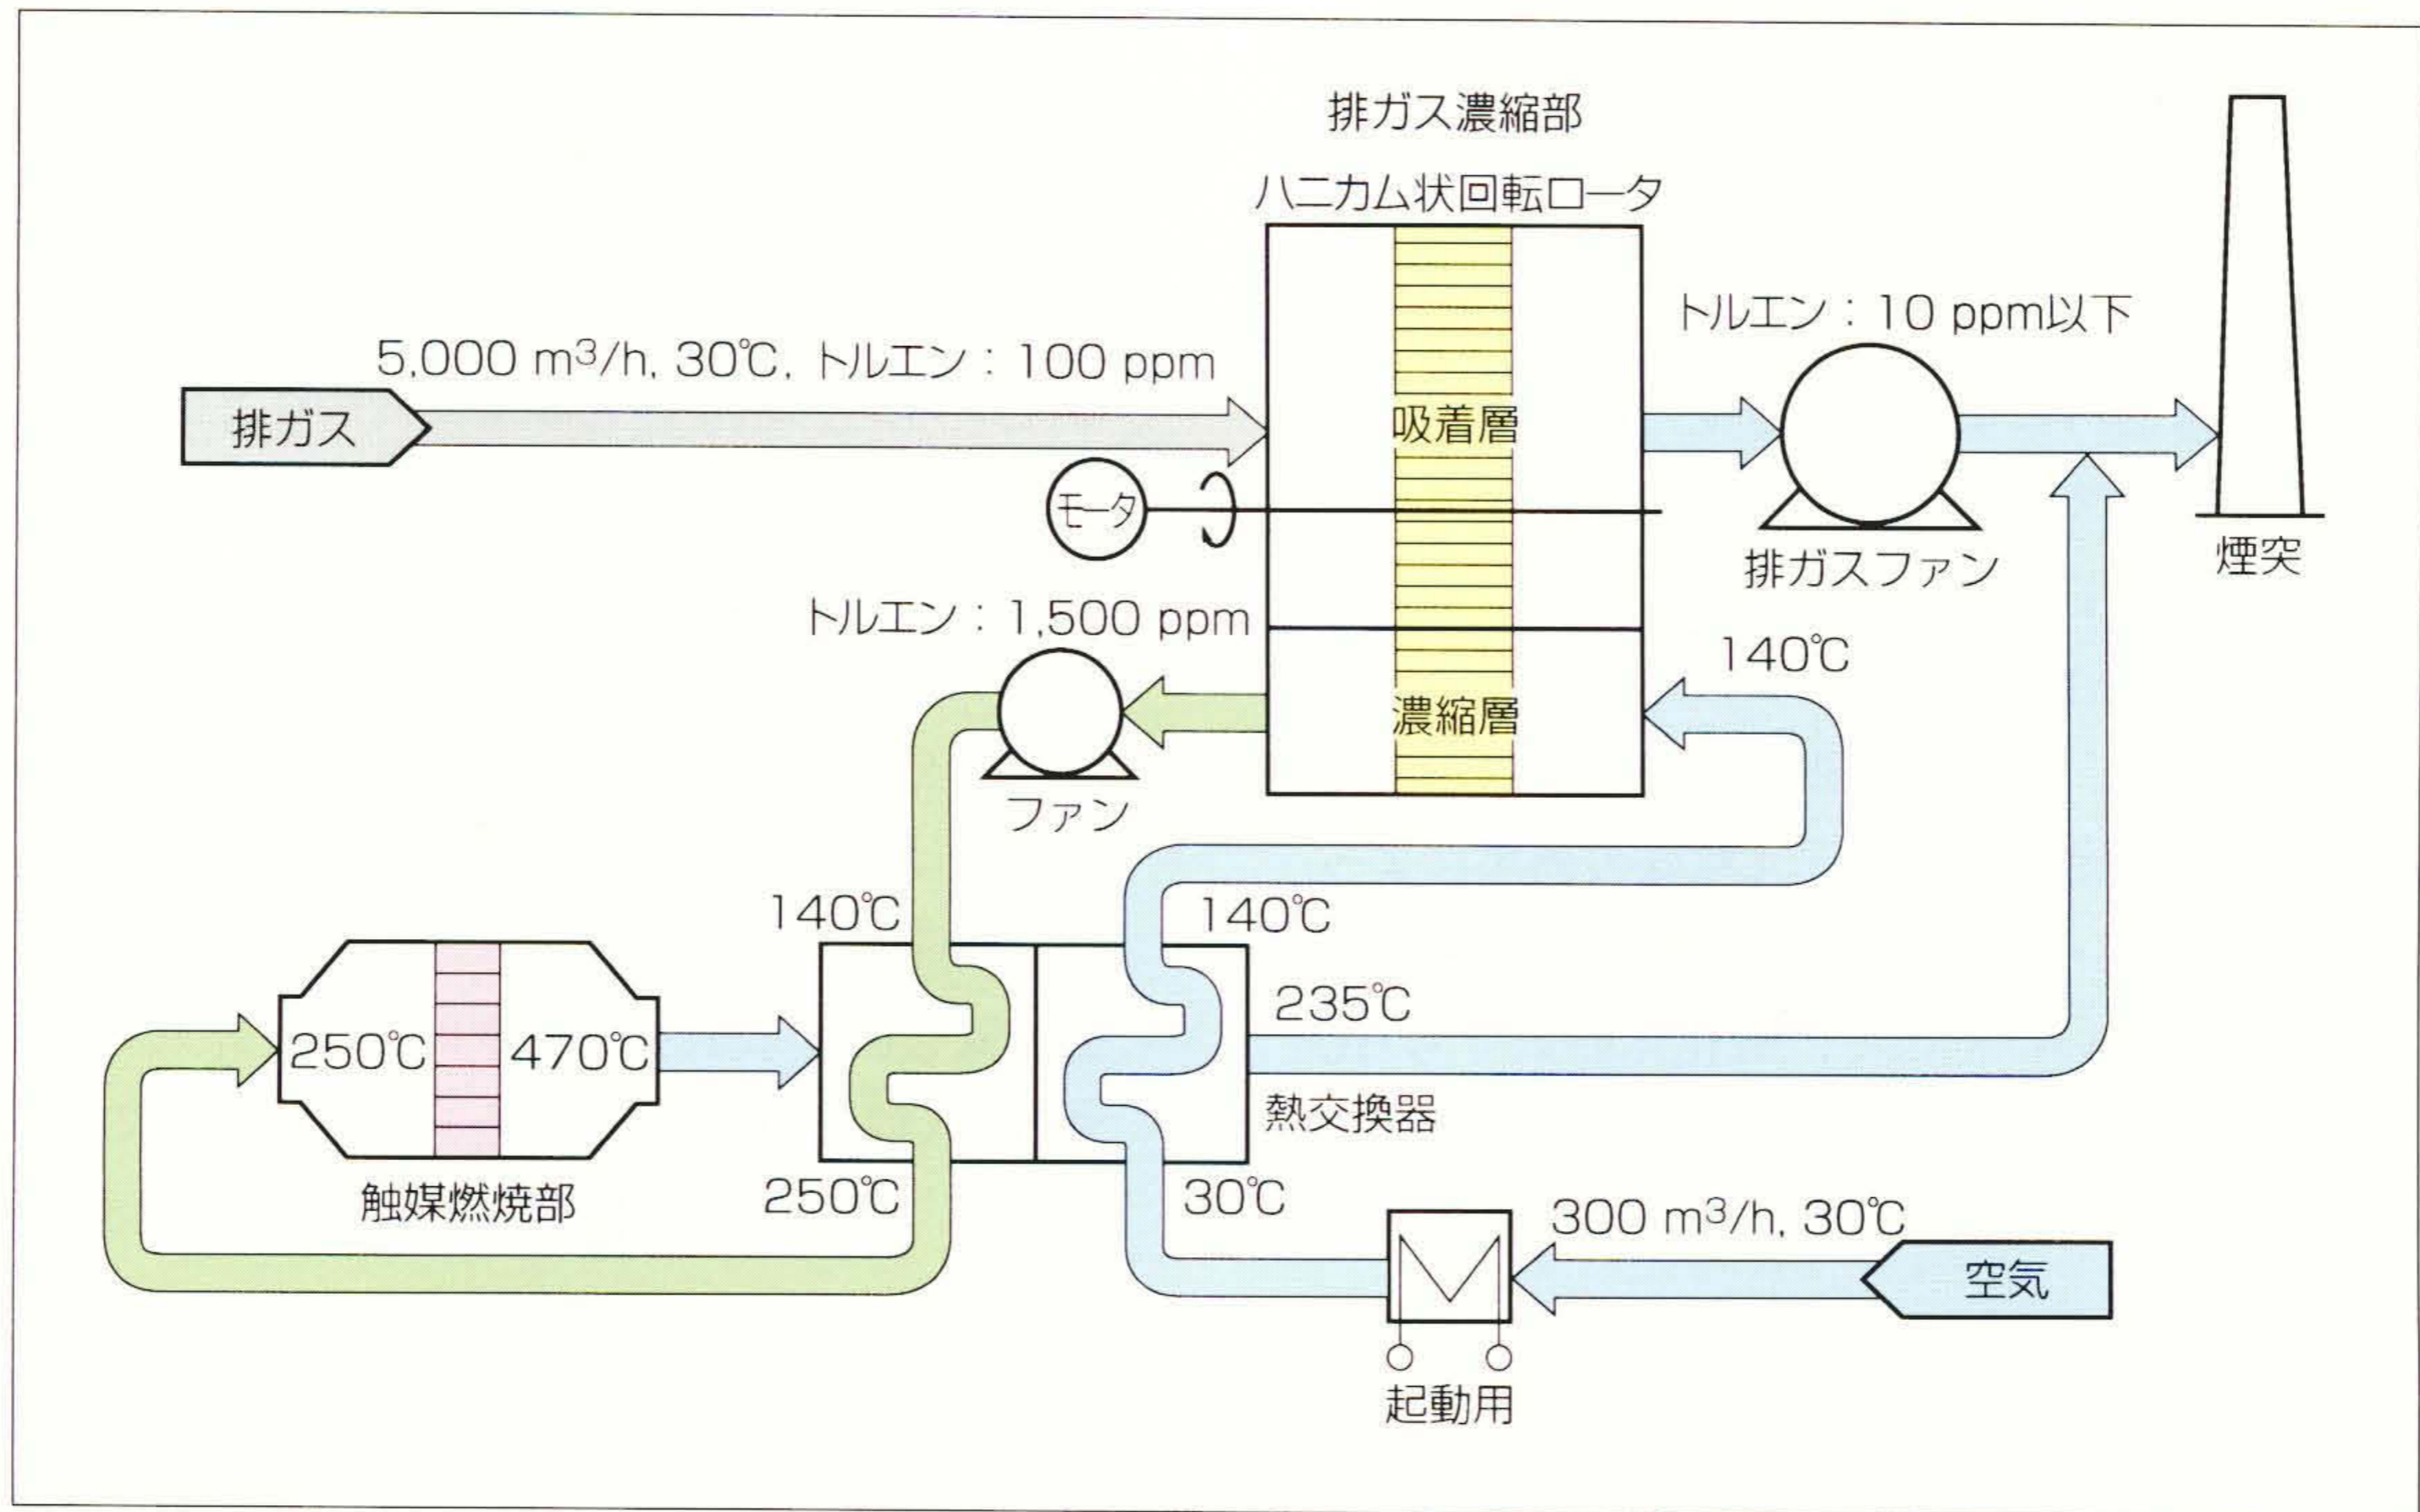 排ガス濃縮部
ハニカム状回転ロータ
トルエン：10 ppm以下
5,000 m³/h, 30℃, トルエン：100 ppm
排ガス
吸着層
モータ
排ガスファン
煙突
トルエン：1,500 ppm
140℃
濃縮層
ファン
140℃
140℃
235℃
250℃
470℃
熱交換器
触媒燃焼部
250℃
30℃
300 m³/h, 30℃
空気
起動用